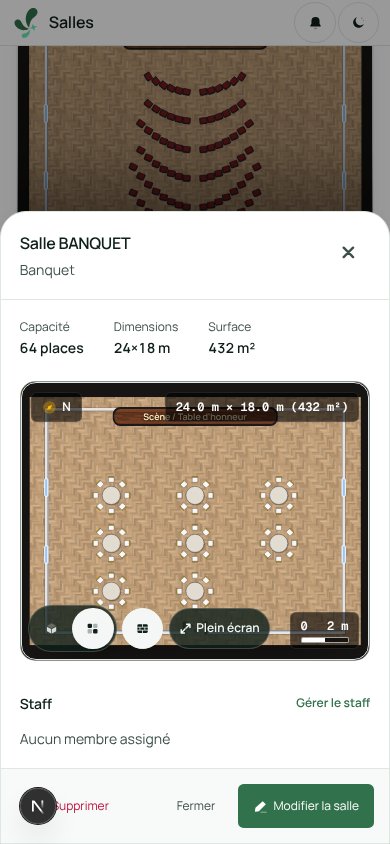 Salles
Salle BANQUET
Banquet
Capacité
Dimensions
Surface
64 places
24×18 m
432 m²
N
24.0 m × 18.0 m (432 m²)
Scène / Table d'honneur
Plein écran
0 2 m
Staff
Gérer le staff
Aucun membre assigné
N
Supprimer
Fermer
Modifier la salle